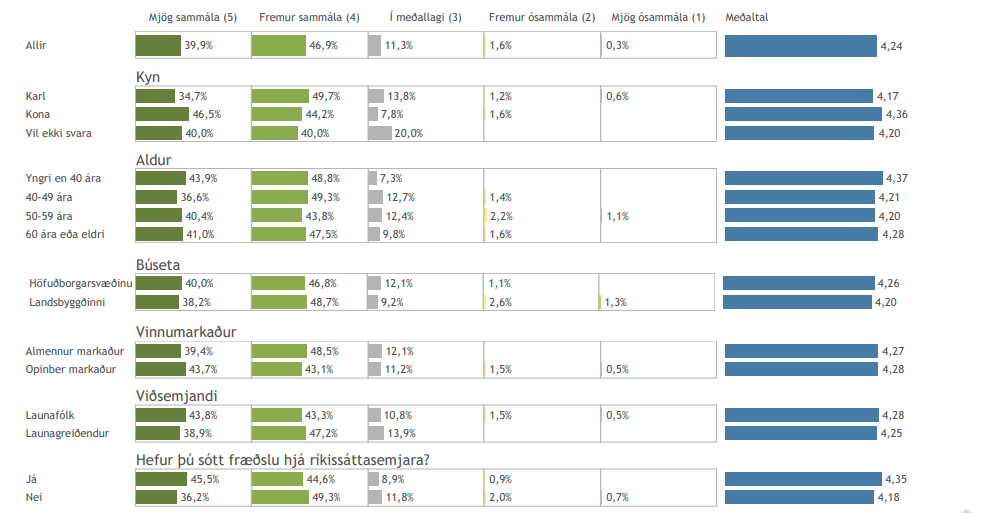 Mjög sammála (5) Fremur sammála (4) Í meðallagi (3) Fremur ósammála (2) Mjög ósammála (1) Meðaltal
Allir 39,9% 46,9% 11,3% 1,6% 0,3% 4,24
Kyn
Karl 34,7% 49,7% 13,8% 1,2% 0,6% 4,17
Kona 46,5% 44,2% 7,8% 1,6% 4,36
Vil ekki svara 40,0% 40,0% 20,0% 4,20
Aldur
Yngri en 40 ára 43,9% 48,8% 7,3% 4,37
40-49 ára 36,6% 49,3% 12,7% 1,4% 4,21
50-59 ára 40,4% 43,8% 12,4% 2,2% 1,1% 4,20
60 ára eða eldri 41,0% 47,5% 9,8% 1,6% 4,28
Búseta
Höfuðborgarsvæðinu 40,0% 46,8% 12,1% 1,1% 4,26
Landsbyggðinni 38,2% 48,7% 9,2% 2,6% 1,3% 4,20
Vinnumarkaður
Almennur markaður 39,4% 48,5% 12,1% 4,27
Opinber markaður 43,7% 43,1% 11,2% 1,5% 0,5% 4,28
Viðsemjandi
Launafólk 43,8% 43,3% 10,8% 1,5% 0,5% 4,28
Launagreiðendur 38,9% 47,2% 13,9% 4,25
Hefur þú sótt fræðslu hjá ríkissáttasemjara?
Já 45,5% 44,6% 8,9% 0,9% 4,35
Nei 36,2% 49,3% 11,8% 2,0% 0,7% 4,18